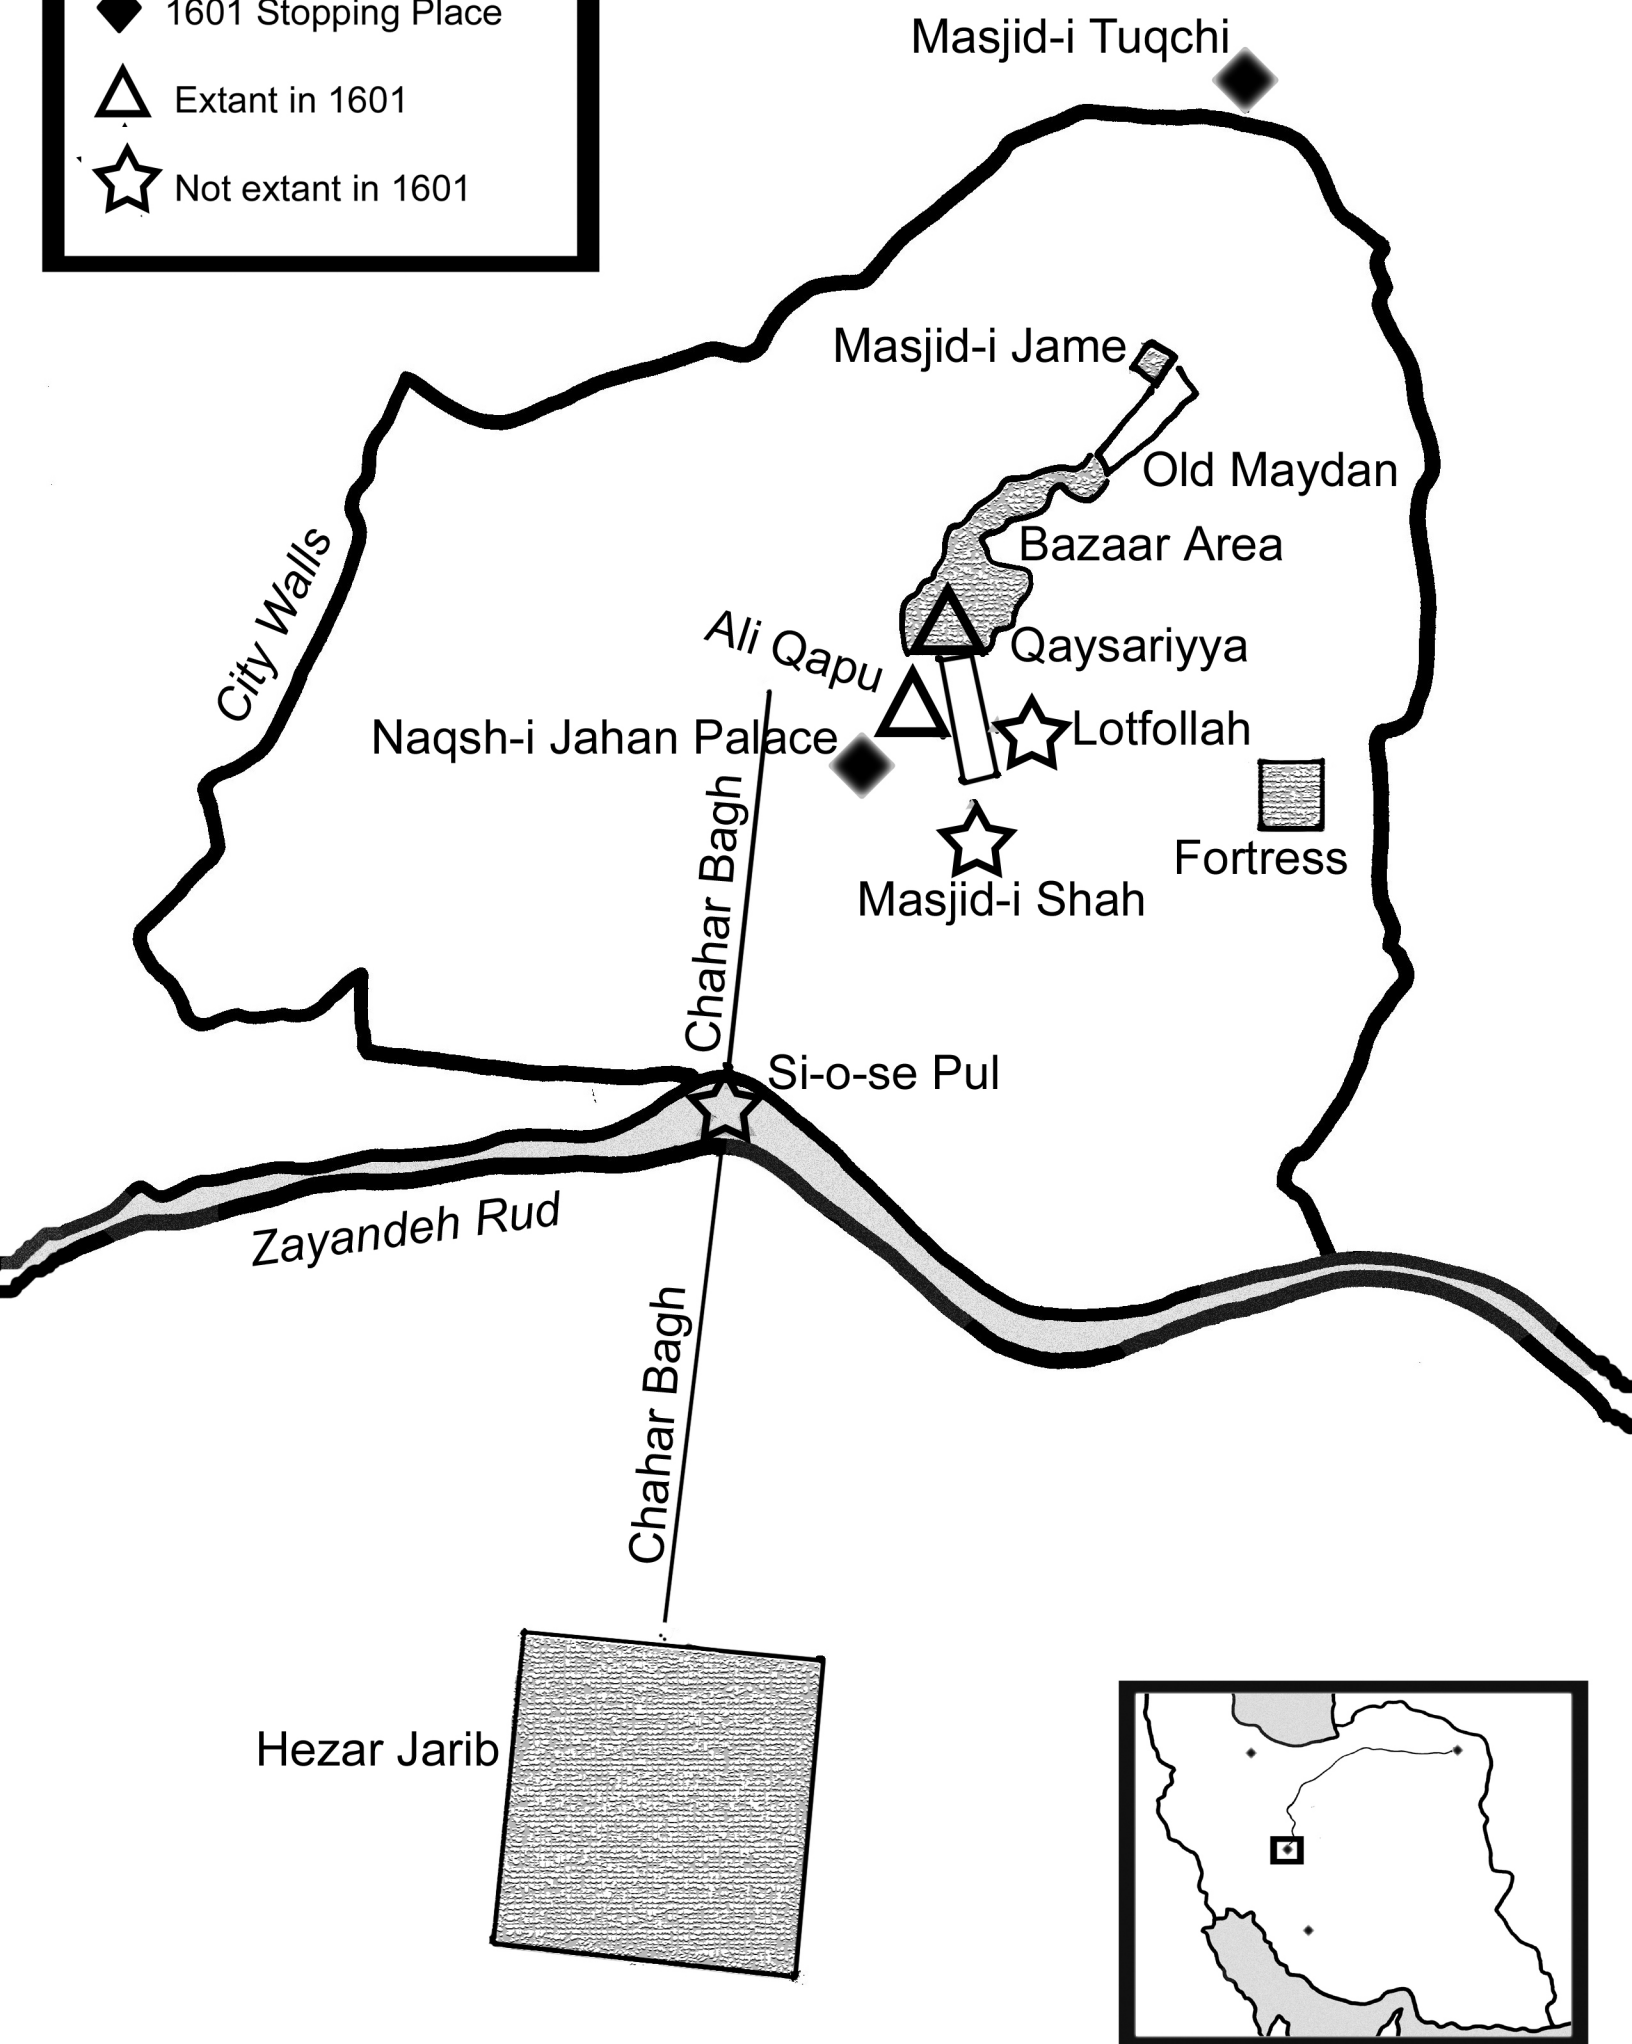 1601 Stopping Place
Extant in 1601
Not extant in 1601
Masjid-i Tuqchi
Masjid-i Jame
Old Maydan
Bazaar Area
City Walls
Ali Qapu
Qaysariyya
Naqsh-i Jahan Palace
Lotfollah
Chahar Bagh
Fortress
Masjid-i Shah
Si-o-se Pul
Zayandeh Rud
Chahar Bagh
Hezar Jarib